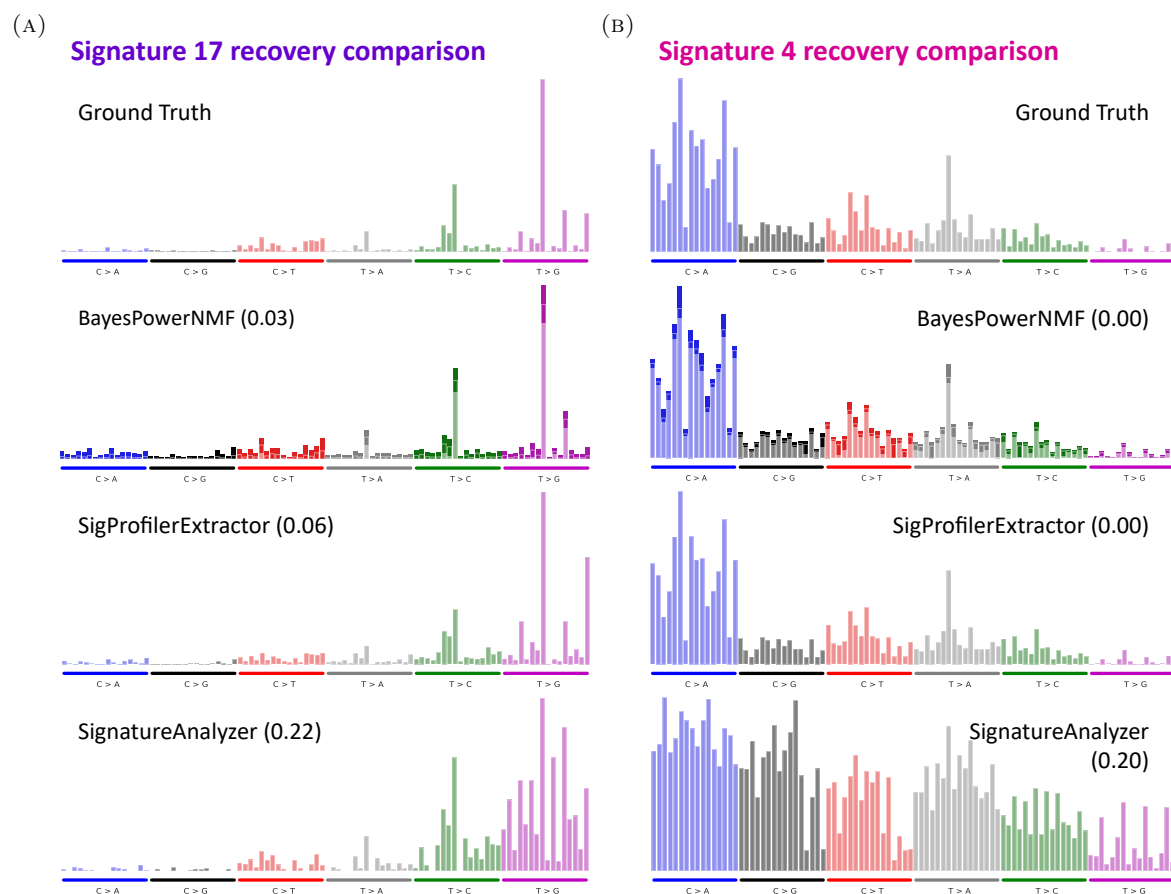 (A)
Signature 17 recovery comparison
Ground Truth
C > A C > G C > T T > A T > C T > G
BayesPowerNMF (0.03)
C > A C > G C > T T > A T > C T > G
SigProfilerExtractor (0.06)
C > A C > G C > T T > A T > C T > G
SignatureAnalyzer (0.22)
C > A C > G C > T T > A T > C T > G
(B)
Signature 4 recovery comparison
Ground Truth
C > A C > G C > T T > A T > C T > G
BayesPowerNMF (0.00)
C > A C > G C > T T > A T > C T > G
SigProfilerExtractor (0.00)
C > A C > G C > T T > A T > C T > G
SignatureAnalyzer
(0.20)
C > A C > G C > T T > A T > C T > G